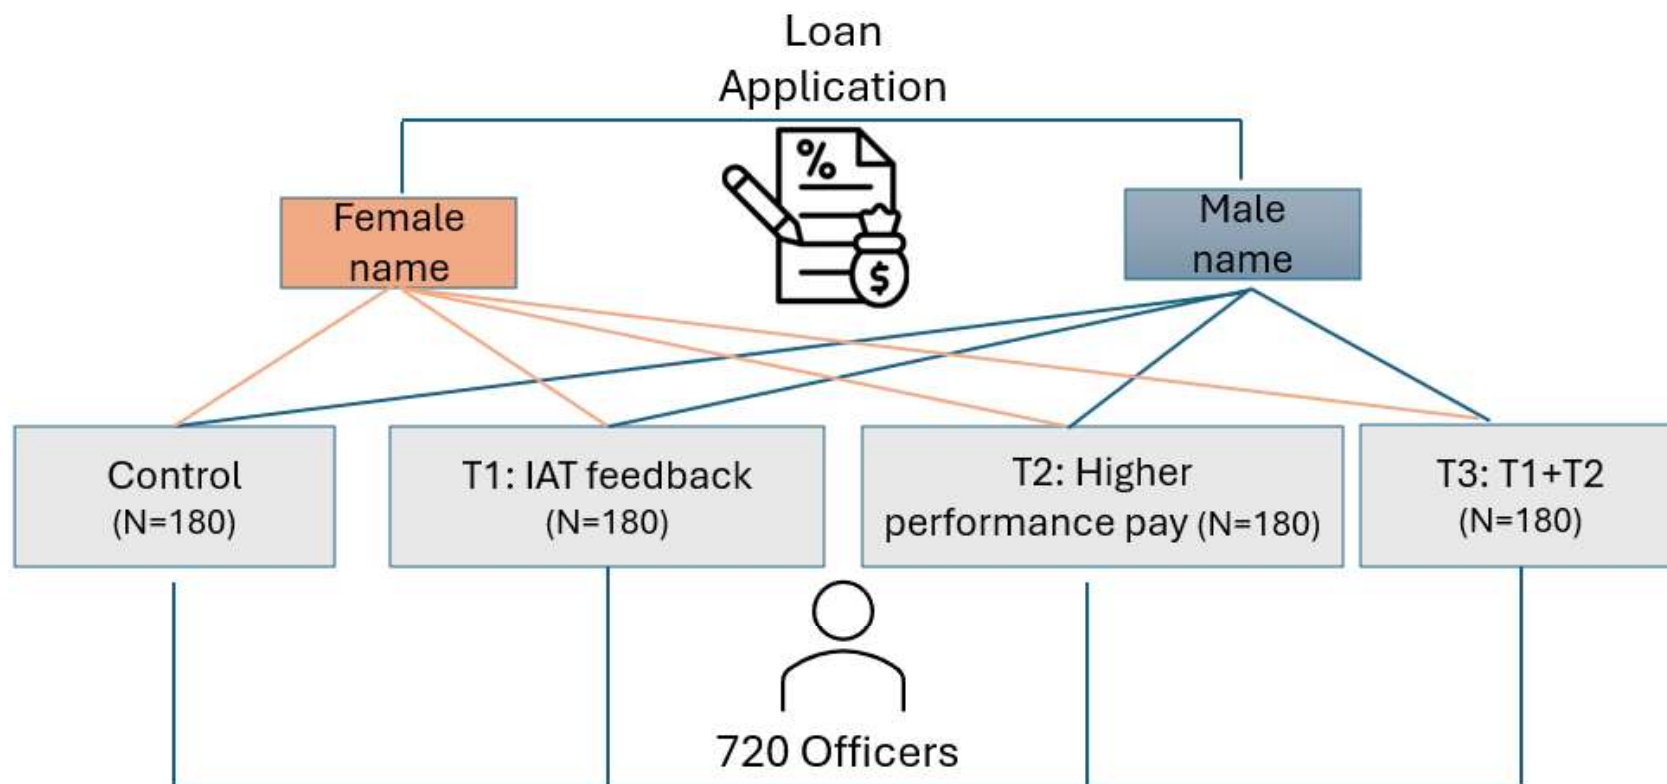 Loan
Application
%
Female
name
Male
name
$
Control
(N=180)
T1: IAT feedback
(N=180)
T2: Higher
performance pay (N=180)
T3: T1+T2
(N=180)
720 Officers